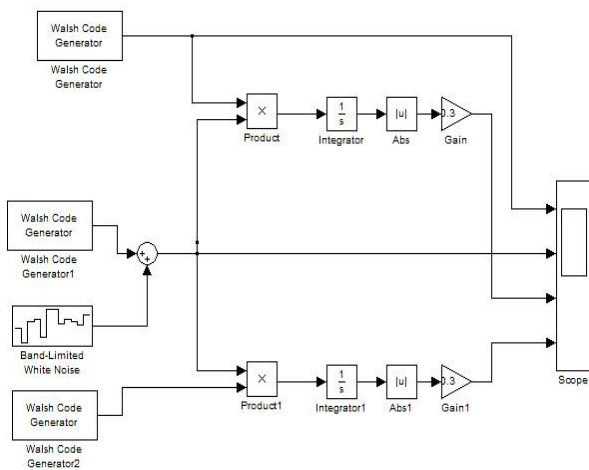 Walsh Code
Generator
Walsh Code
Generator
×
Product
1
s
Integrator
|u|
Abs
0.3
Gain
Walsh Code
Generator
Walsh Code
Generator1
+
+
Band-Limited
White Noise
×
Product1
1
s
Integrator1
|u|
Abs1
0.3
Gain1
Scope
Walsh Code
Generator
Walsh Code
Generator2